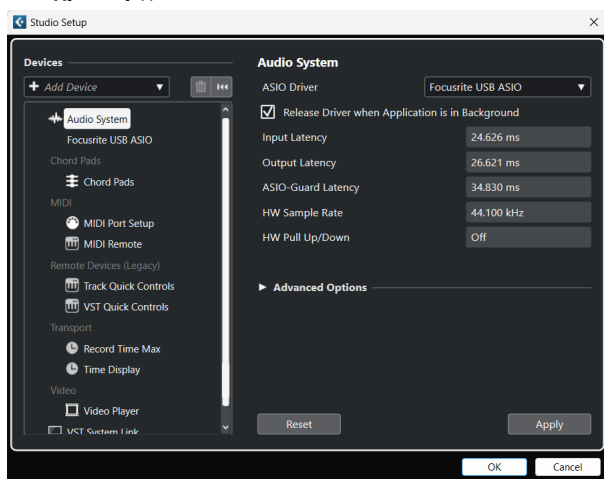 Studio Setup
Devices
Add Device
Audio System
Focusrite USB ASIO
Chord Pads
Chord Pads
MIDI
MIDI Port Setup
MIDI Remote
Remote Devices (Legacy)
Track Quick Controls
VST Quick Controls
Transport
Record Time Max
Time Display
Video
Video Player
VST System Link
Audio System
ASIO Driver Focusrite USB ASIO
Release Driver when Application is in Background
Input Latency 24.626 ms
Output Latency 26.621 ms
ASIO-Guard Latency 34.830 ms
HW Sample Rate 44.100 kHz
HW Pull Up/Down Off
Advanced Options
Reset Apply
OK Cancel